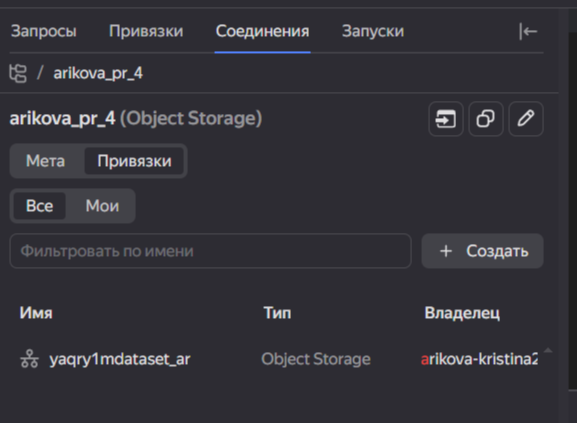 Запросы Привязки Соединения Запуски
/ arikova_pr_4
arikova_pr_4 (Object Storage)
Мета Привязки
Все Мои
Фильтровать по имени + Создать
Имя Тип Владелец
yaqry1mdataset_ar Object Storage arikova-kristina2